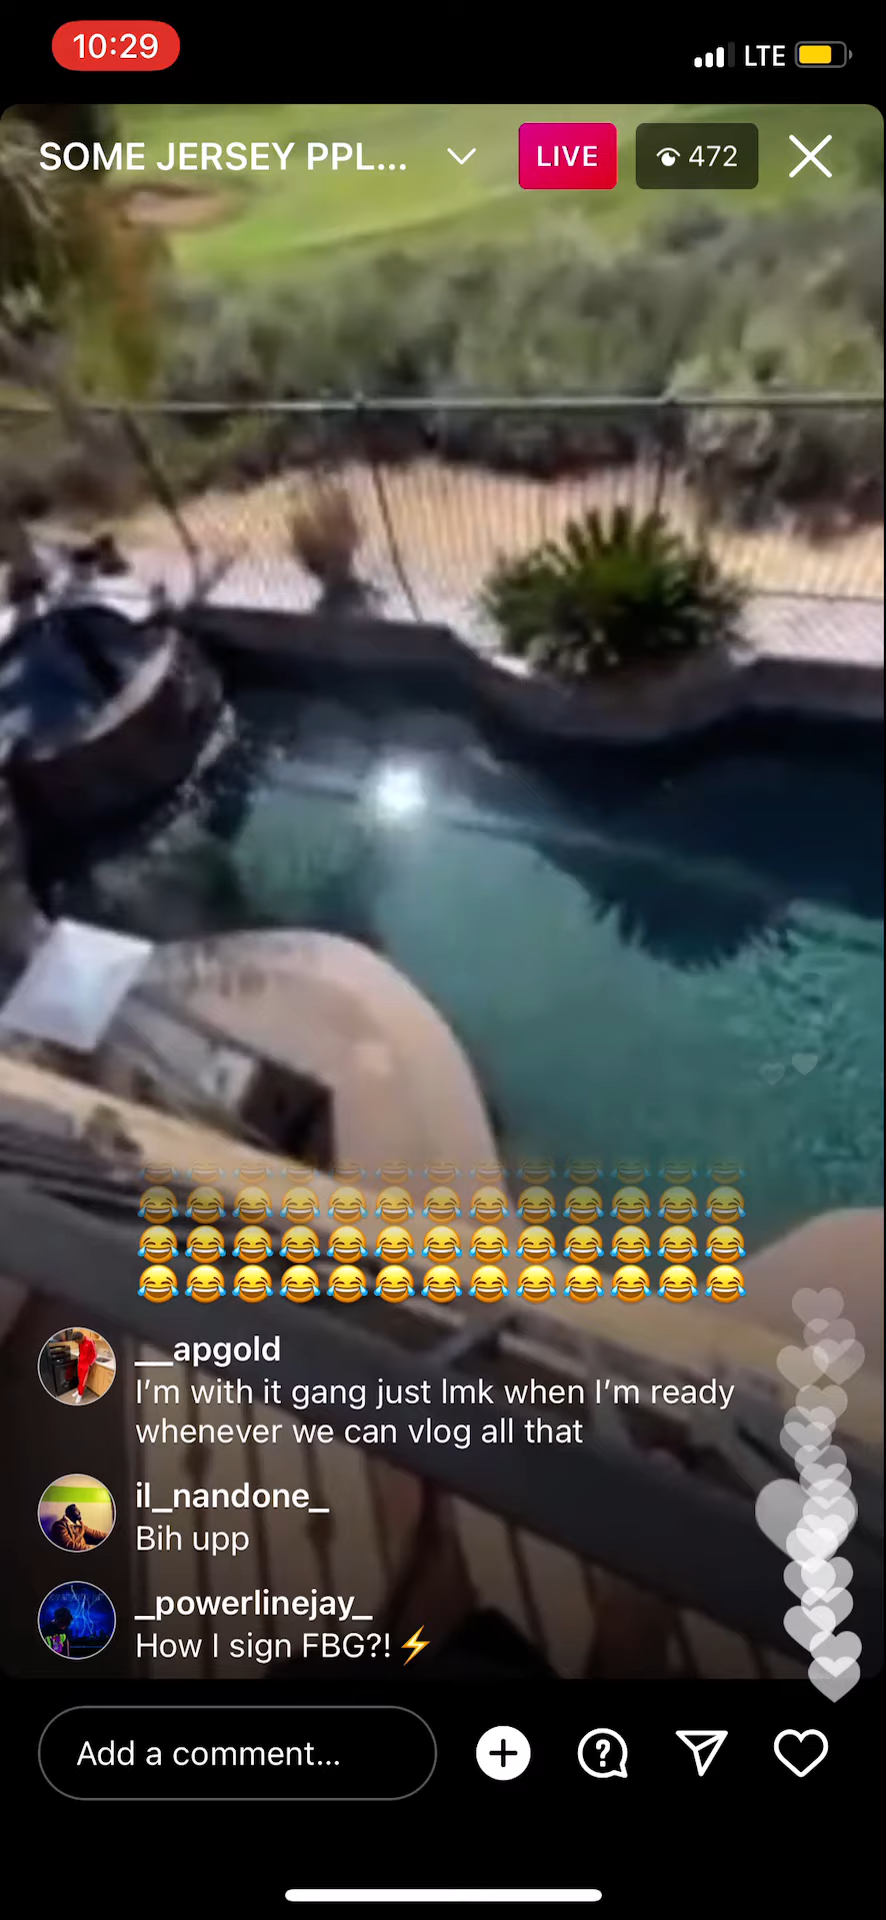 10:29
LTE
SOME JERSEY PPL...
LIVE
472
😂😂😂😂😂😂😂😂😂😂😂😂😂
😂😂😂😂😂😂😂😂😂😂😂😂😂
😂😂😂😂😂😂😂😂😂😂😂😂😂
😂😂😂😂😂😂😂😂😂😂😂😂😂
__apgold
I'm with it gang just lmk when I'm ready
whenever we can vlog all that
il_nandone_
Bih upp
_powerlinejay_
How I sign FBG?!⚡
Add a comment...